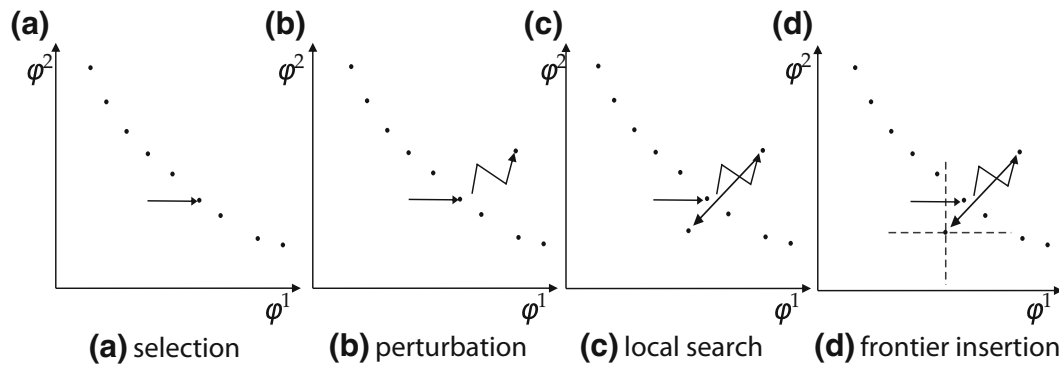 (a) (b) (c) (d)
φ² φ² φ² φ²
φ¹ φ¹ φ¹ φ¹
(a) selection (b) perturbation (c) local search (d) frontier insertion